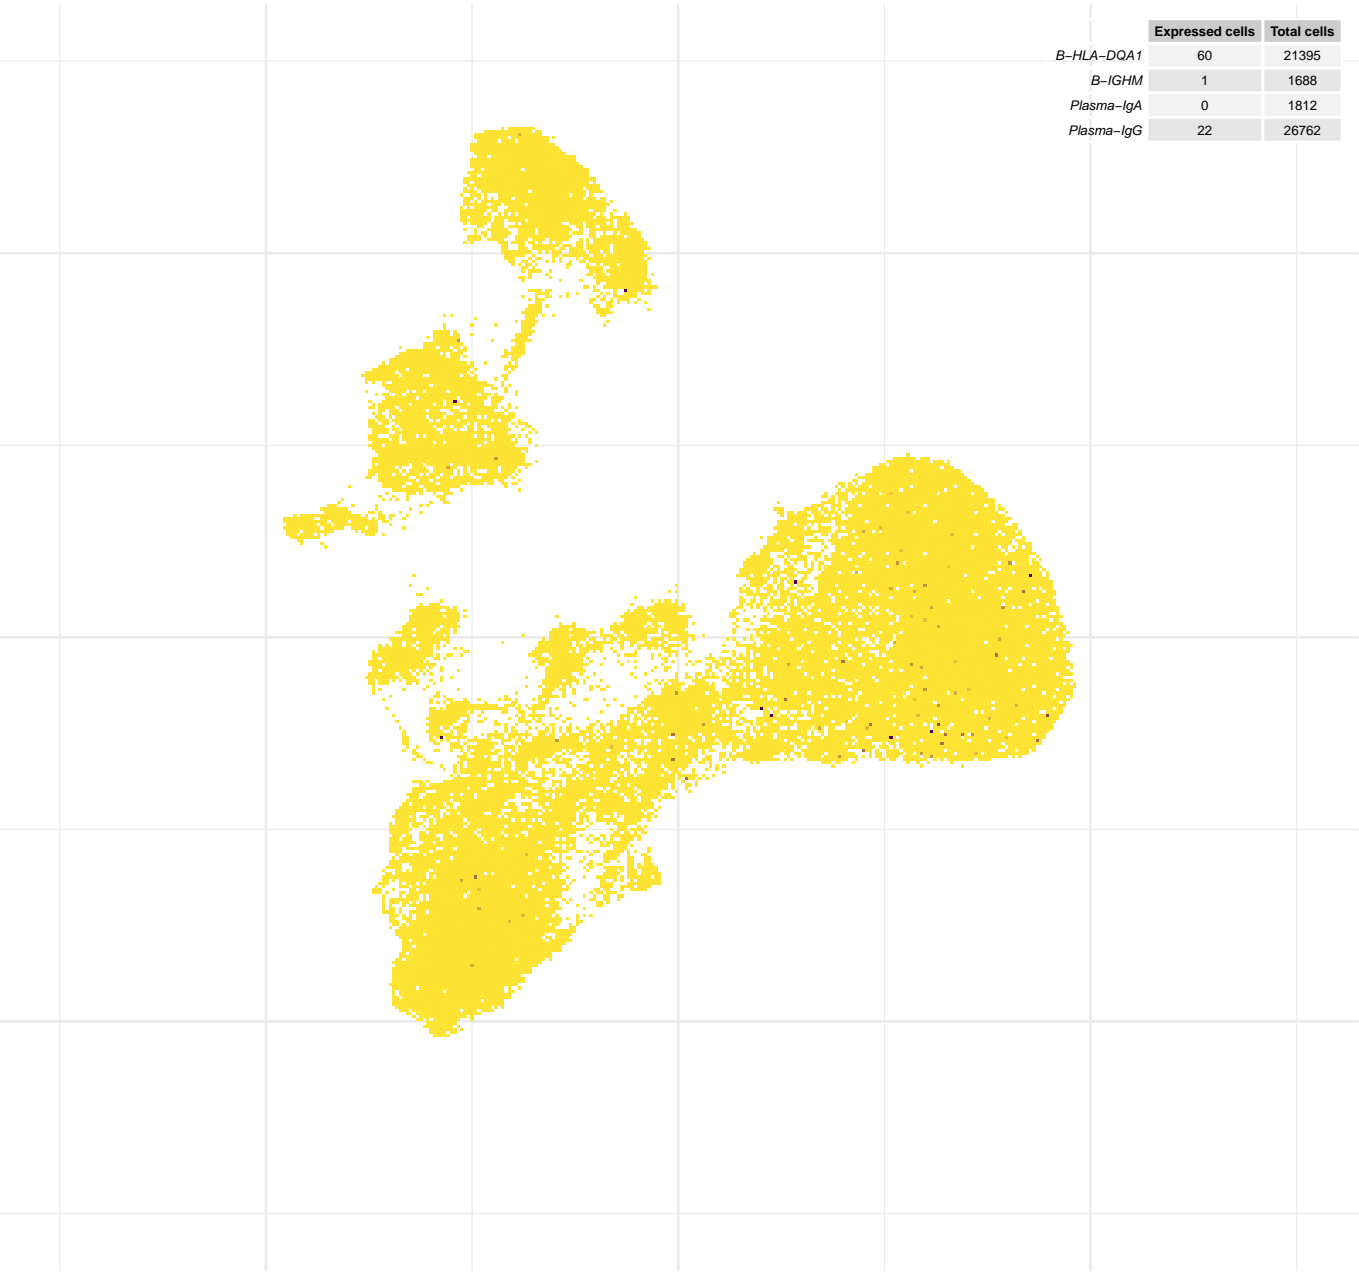 Expressed cells Total cells
B−HLA−DQA1 60 21395
B−IGHM 1 1688
Plasma−IgA 0 1812
Plasma−IgG 22 26762